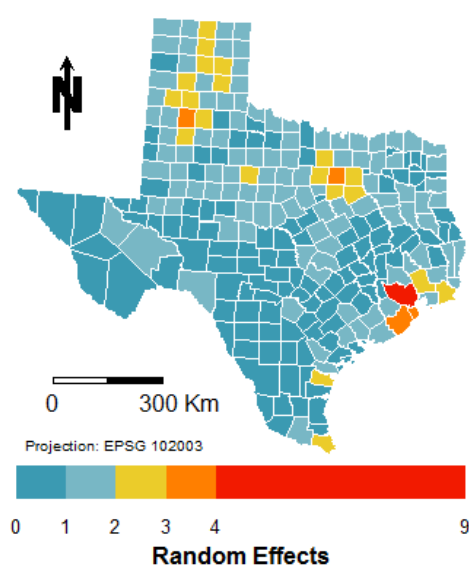 N
0 300 Km
Projection: EPSG 102003
0 1 2 3 4 9
Random Effects